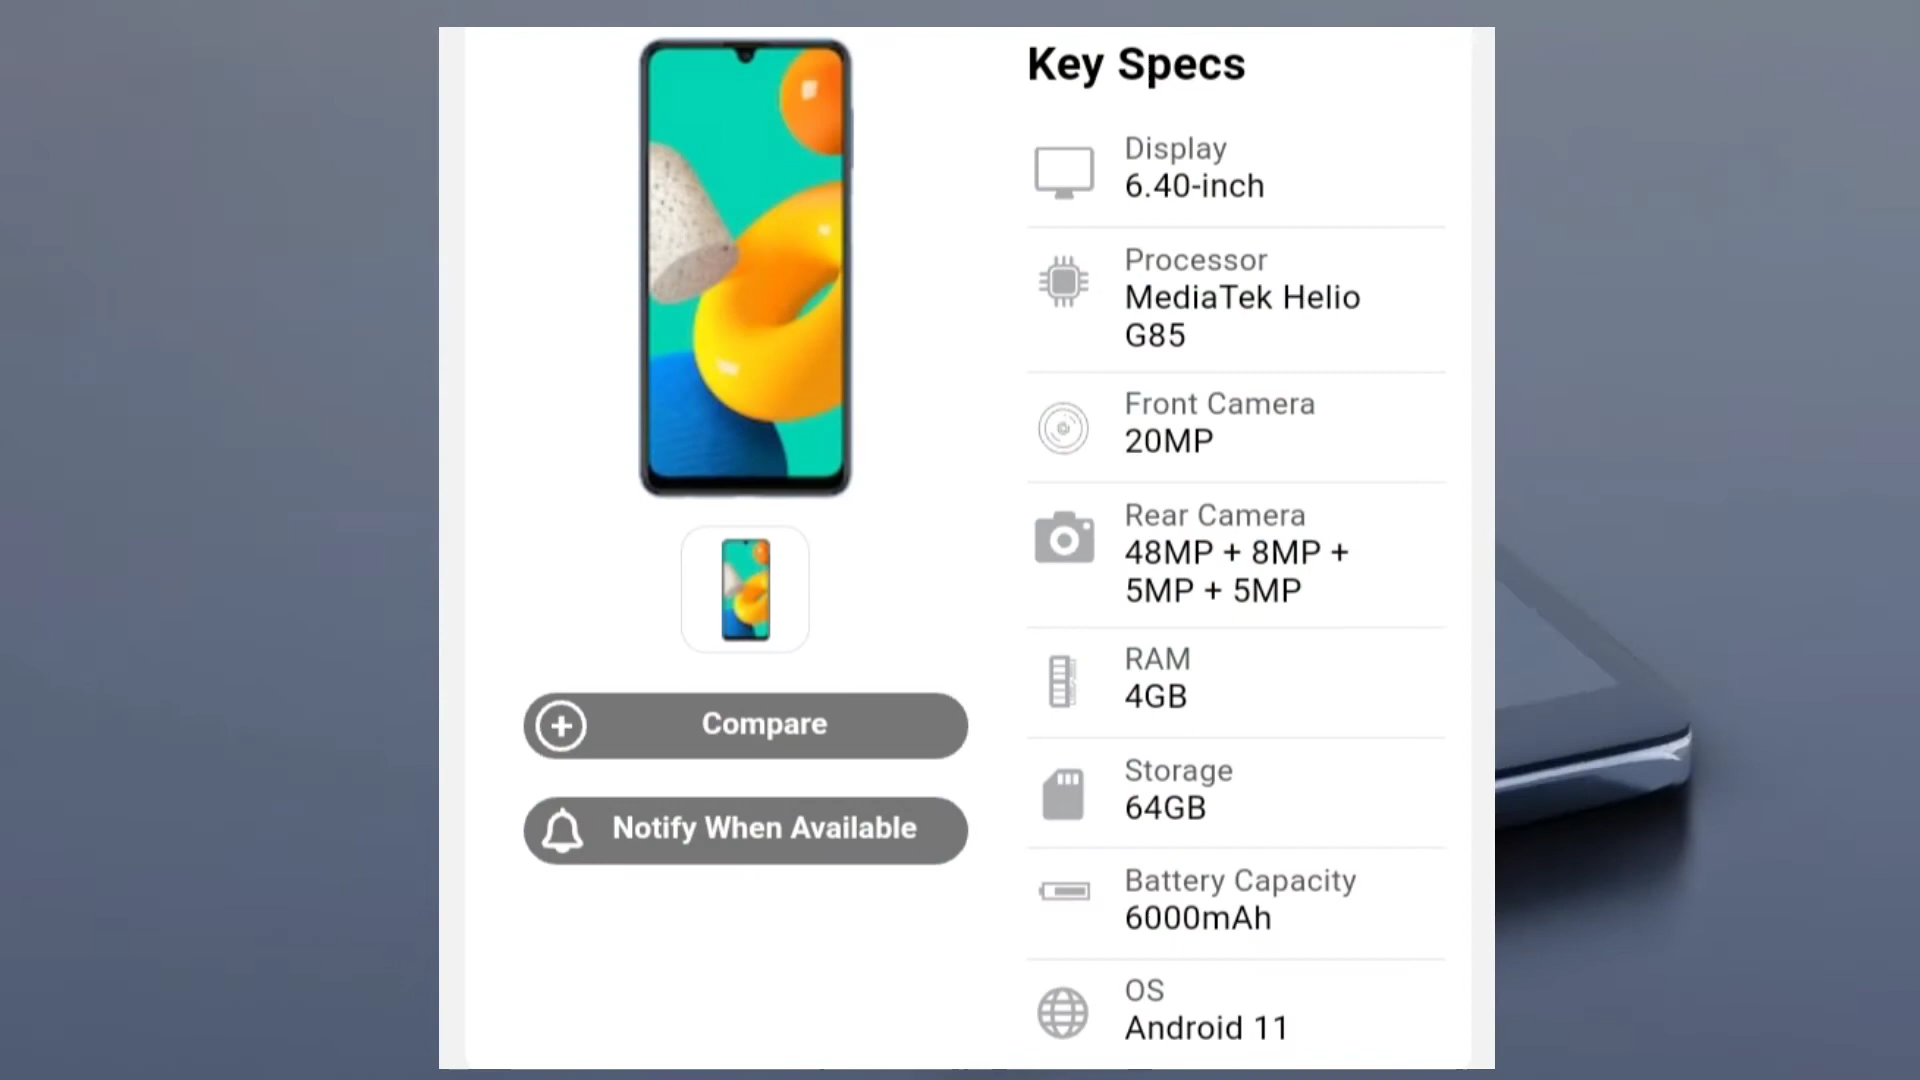 Key Specs
Display
6.40-inch
Processor
MediaTek Helio
G85
Front Camera
20MP
Rear Camera
48MP + 8MP +
5MP + 5MP
RAM
4GB
Storage
64GB
Battery Capacity
6000mAh
OS
Android 11
Compare
Notify When Available